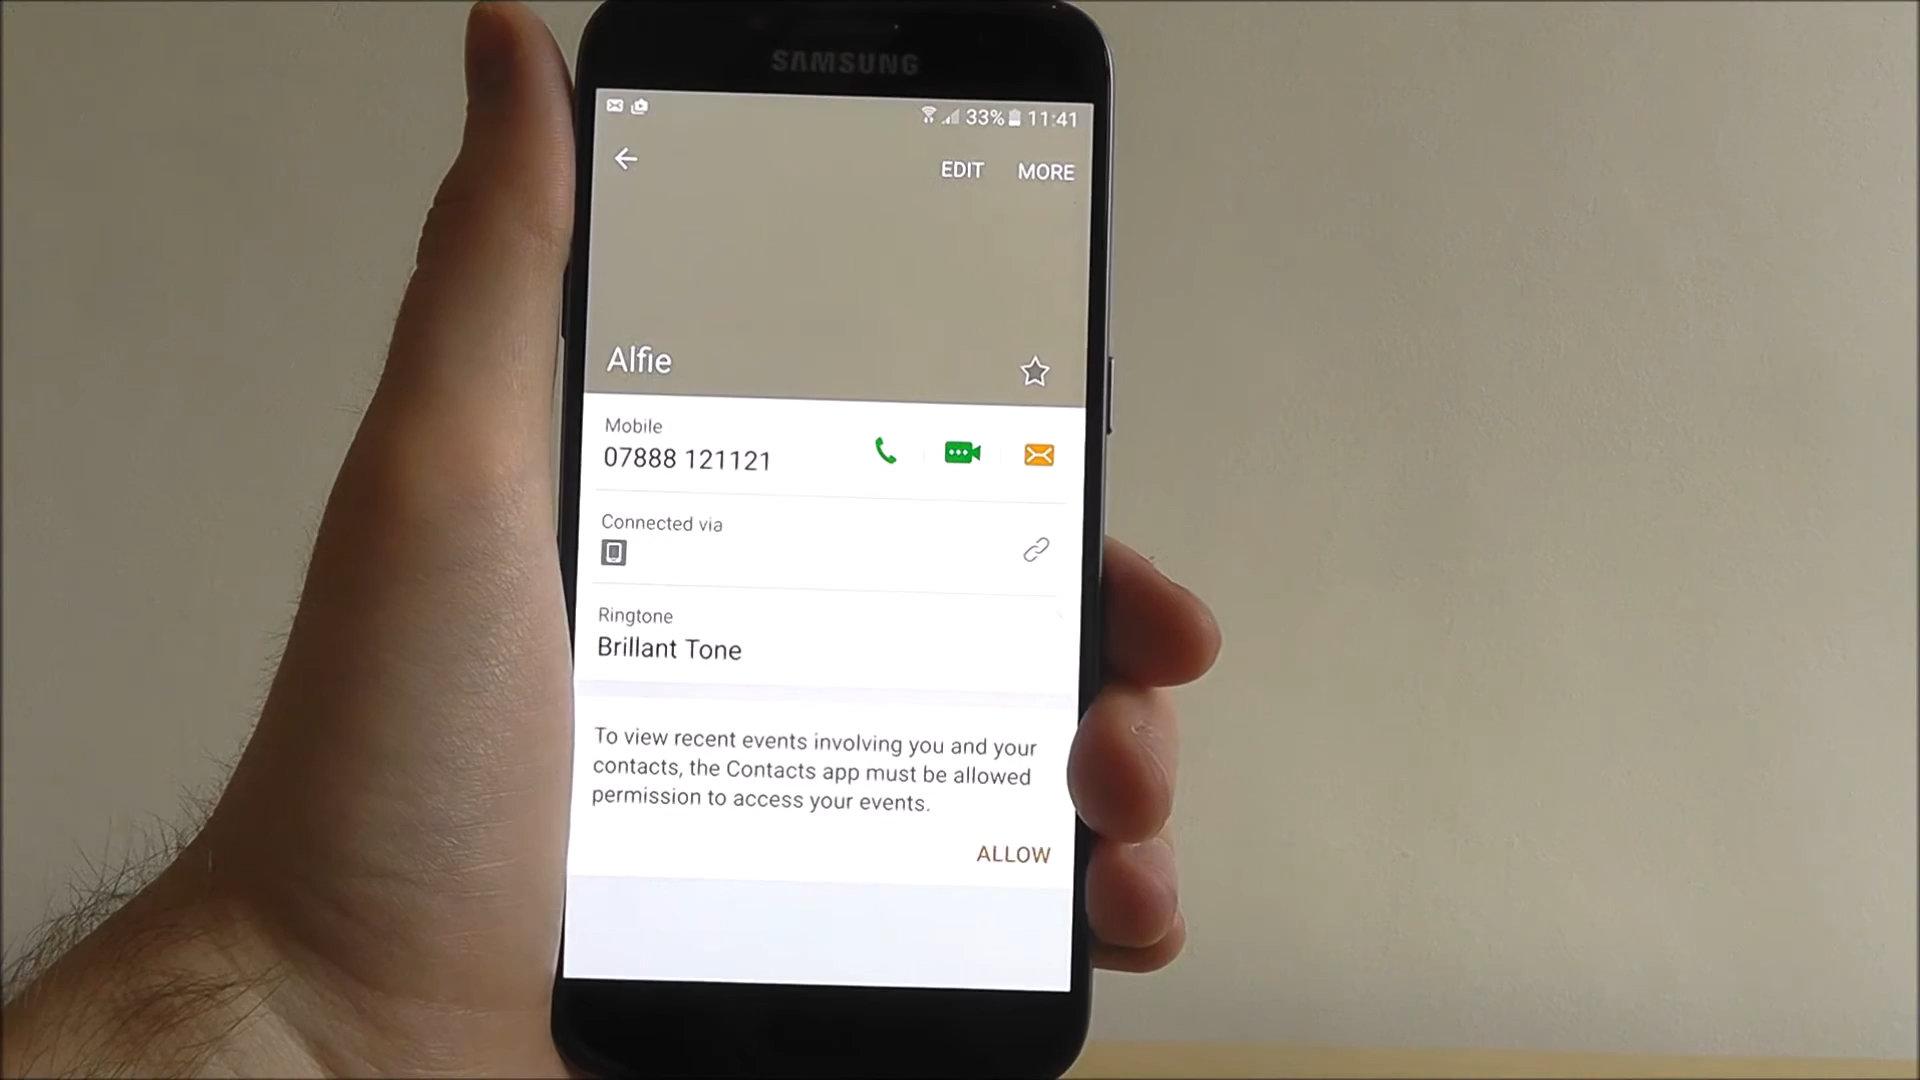 SAMSUNG
33% 11:41
EDIT MORE
Alfie
Mobile
07888 121121
Connected via
Ringtone
Brillant Tone
To view recent events involving you and your
contacts, the Contacts app must be allowed
permission to access your events.
ALLOW